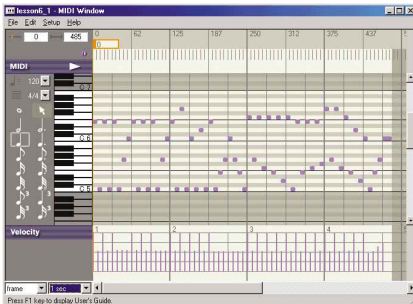 lesson6_1 - MIDI Window
File Edit Setup Help
0 485 0 62 125 187 250 312 375 437
0
MIDI
120
4/4
C 7
C 6
C 5
Velocity 1 2 3 4
frame 1 sec
Press F1 key to display User's Guide.